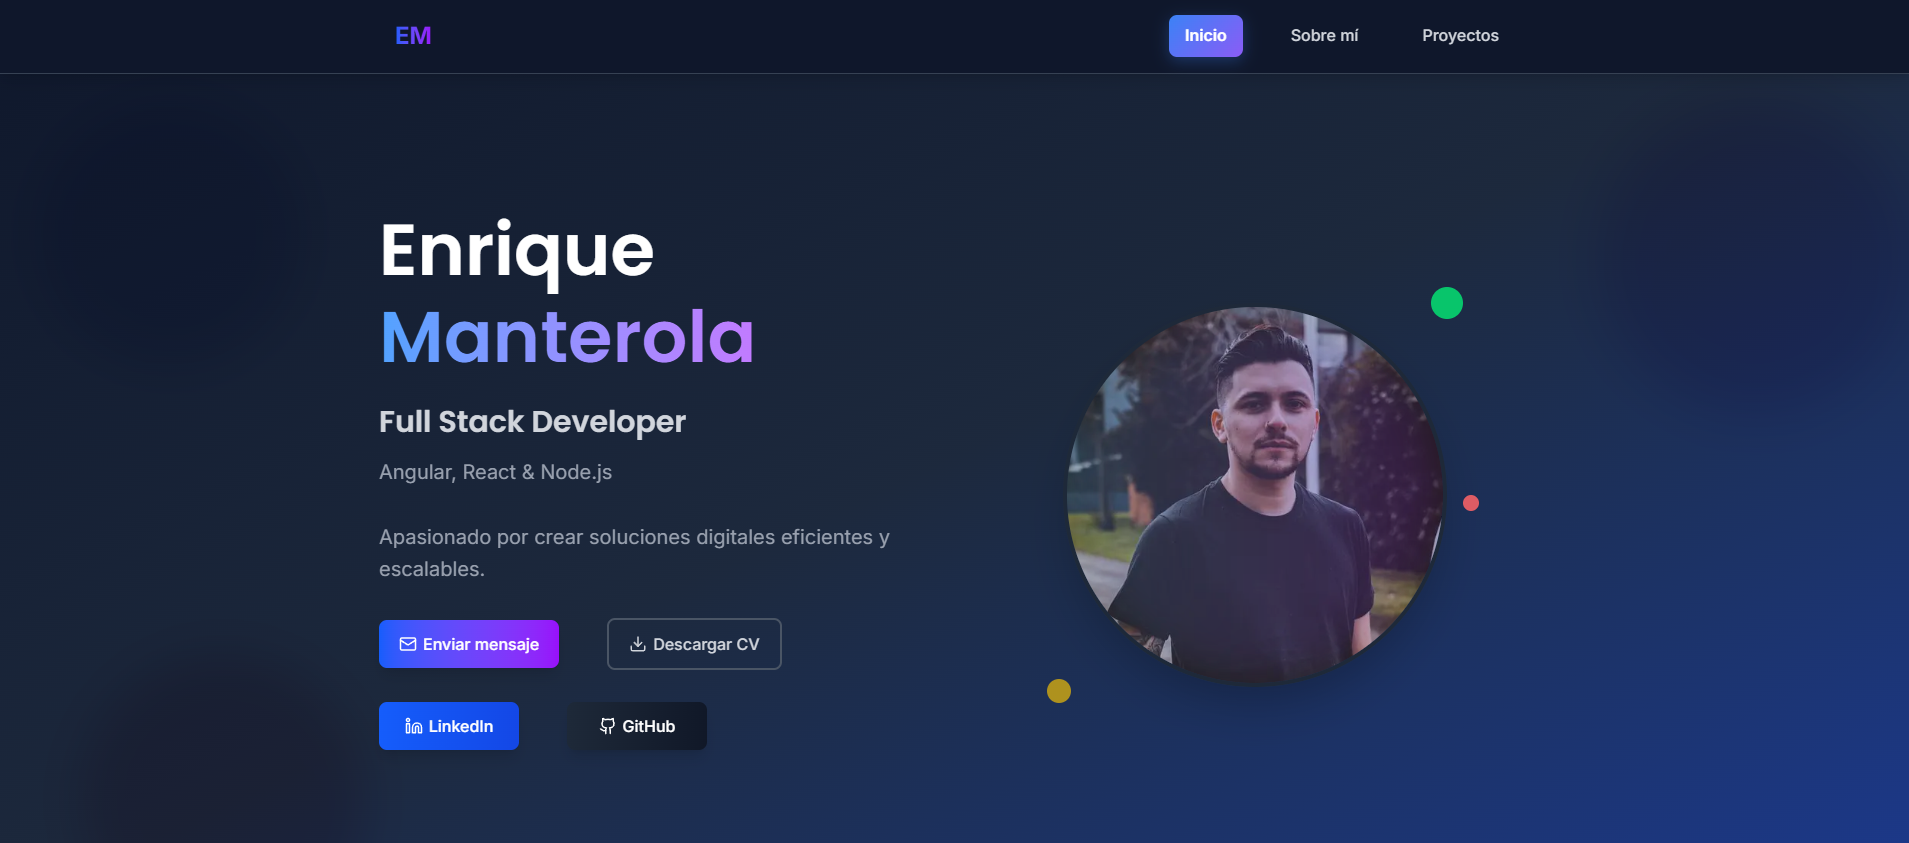 EM
Inicio
Sobre mí
Proyectos
Enrique
Manterola
Full Stack Developer
Angular, React & Node.js
Apasionado por crear soluciones digitales eficientes y
escalables.
Enviar mensaje
Descargar CV
LinkedIn
GitHub